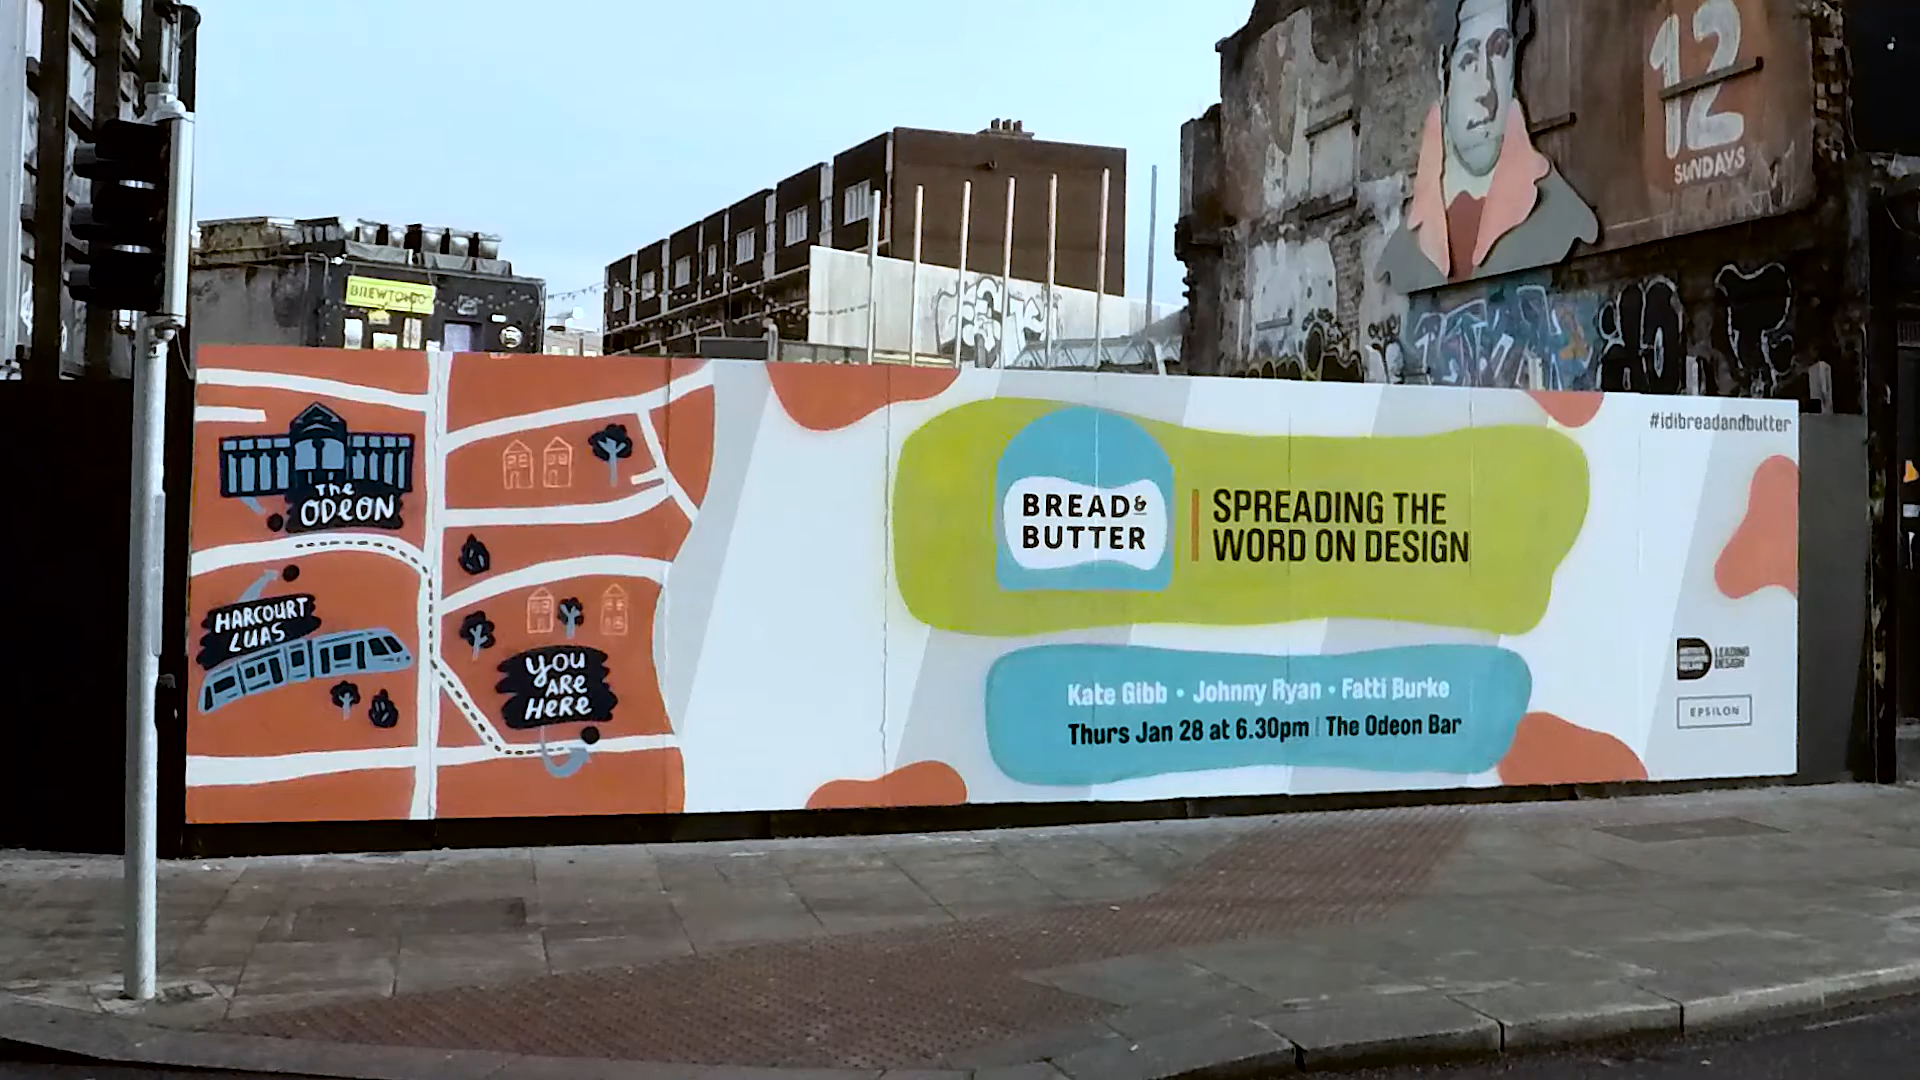 12
SUNDAYS
#idibreadandbutter
The
ODEON
HARCOURT
LUAS
YOU
ARE
HERE
BREAD &
BUTTER
SPREADING THE
WORD ON DESIGN
Kate Gibb • Johnny Ryan • Fatti Burke
Thurs Jan 28 at 6.30pm | The Odeon Bar
LEADING
DESIGN
EPSILON